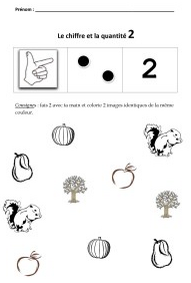 Prénom :
Le chiffre et la quantité 2
2
Consignes : fais 2 avec ta main et colorie 2 images identiques de la même
couleur.